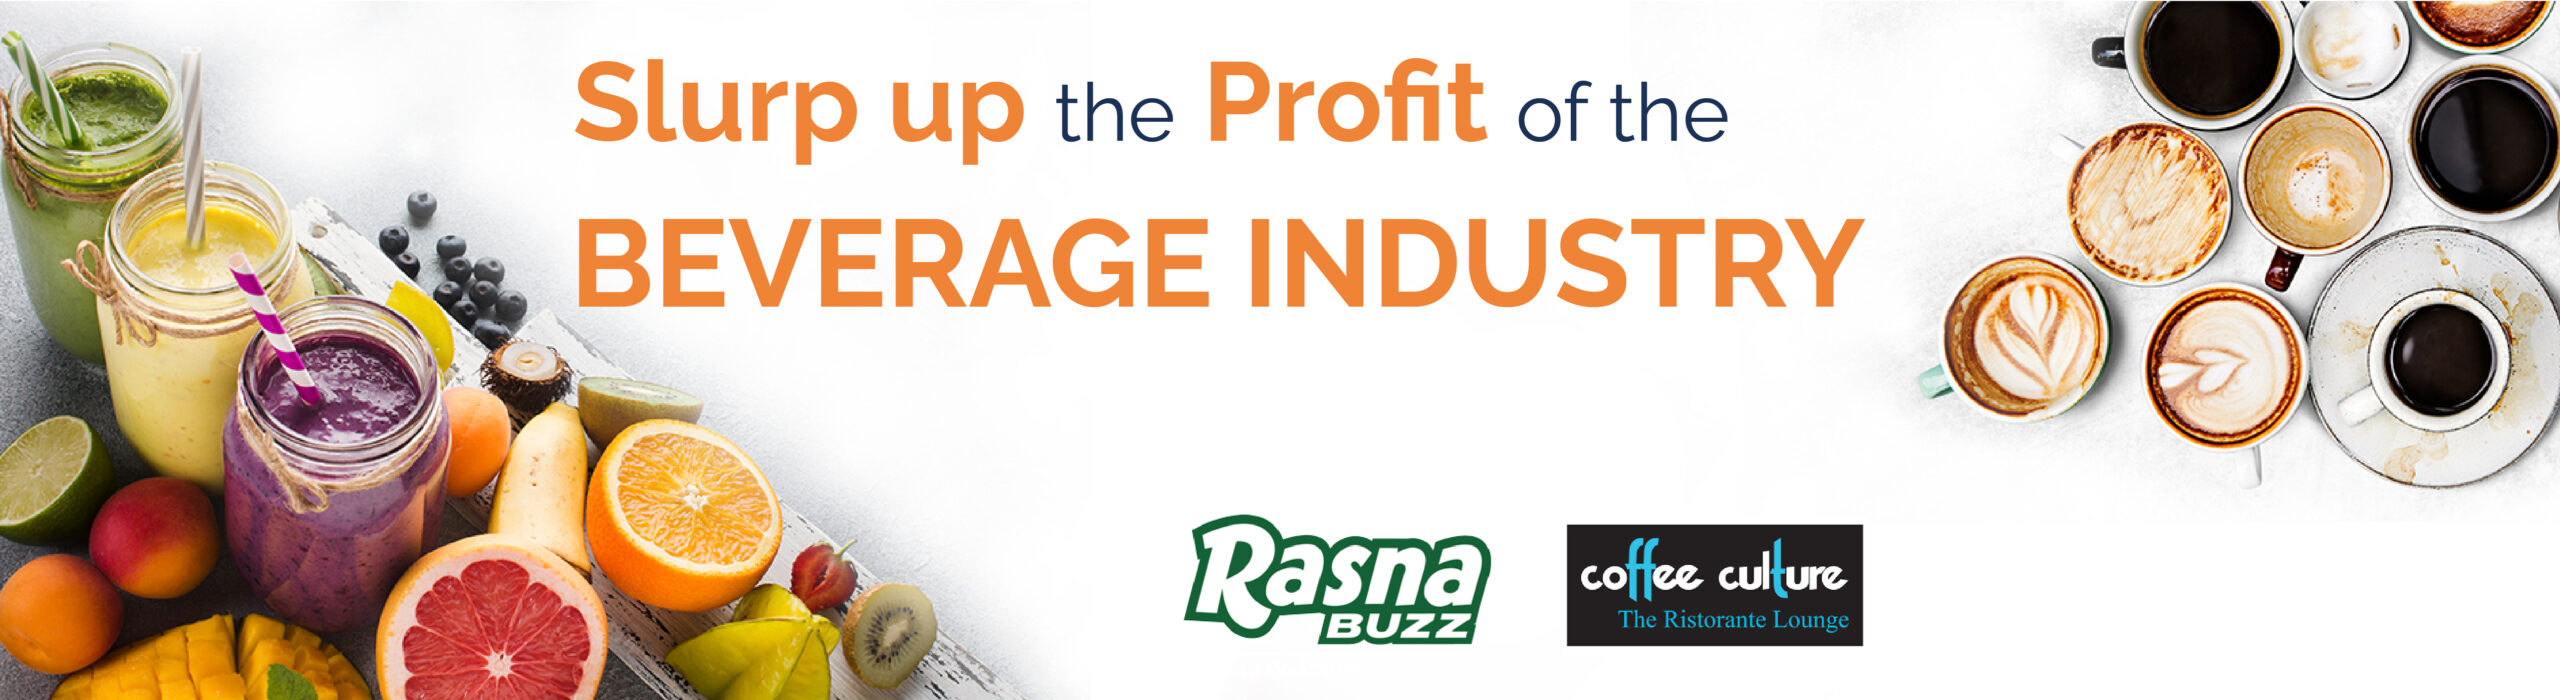 Slurp up the Profit of the
BEVERAGE INDUSTRY
Rasna
BUZZ
coffee culture
The Ristorante Lounge